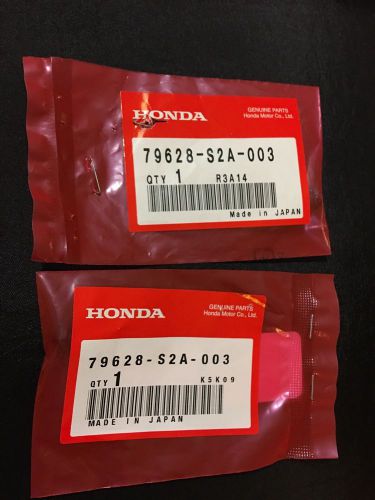 HONDA
GENUINE PARTS
Honda Motor Co., Ltd.
79628-S2A-003
QTY 1 R3A14
Made in JAPAN
HONDA
GENUINE PARTS
Honda Motor Co., Ltd.
79628-S2A-003
QTY 1 K5K09
MADE IN JAPAN